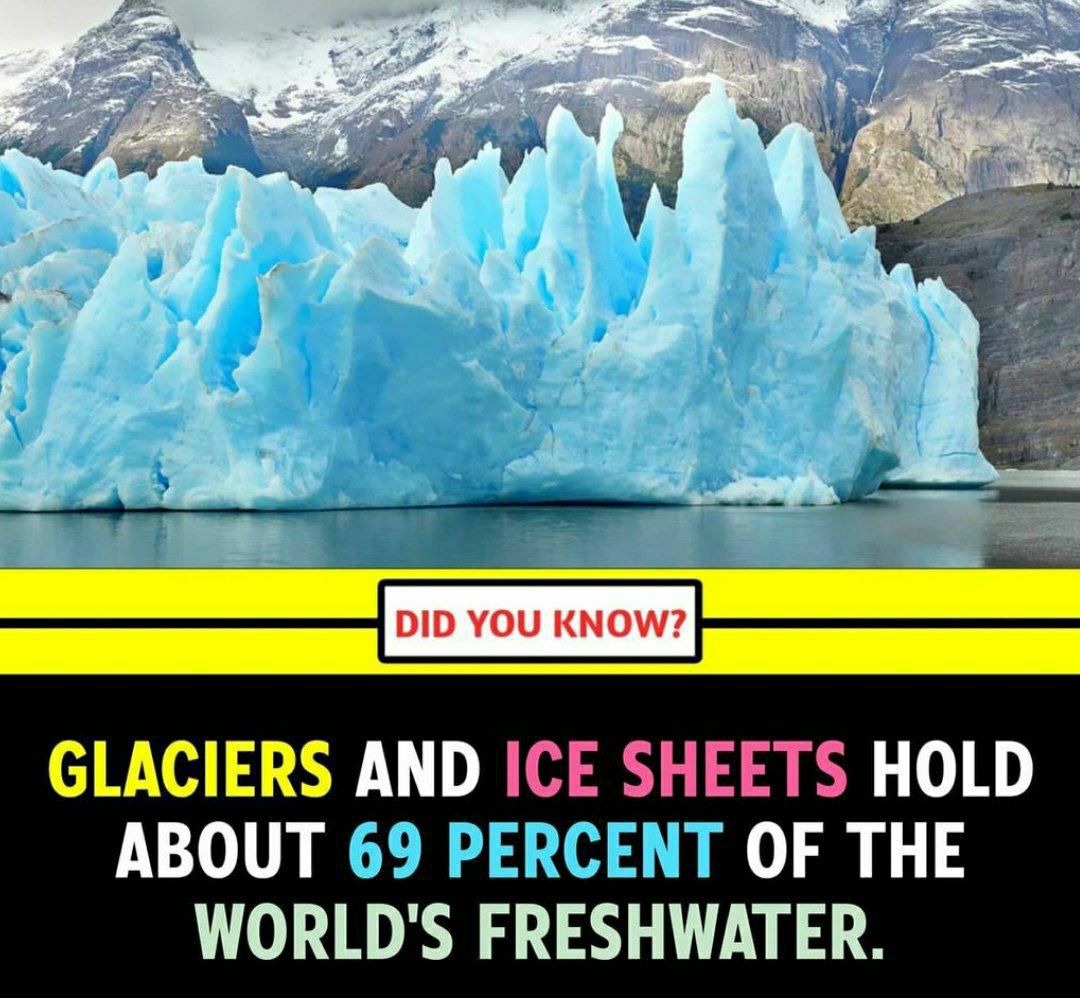 DID YOU KNOW?
GLACIERS AND ICE SHEETS HOLD
ABOUT 69 PERCENT OF THE
WORLD'S FRESHWATER.